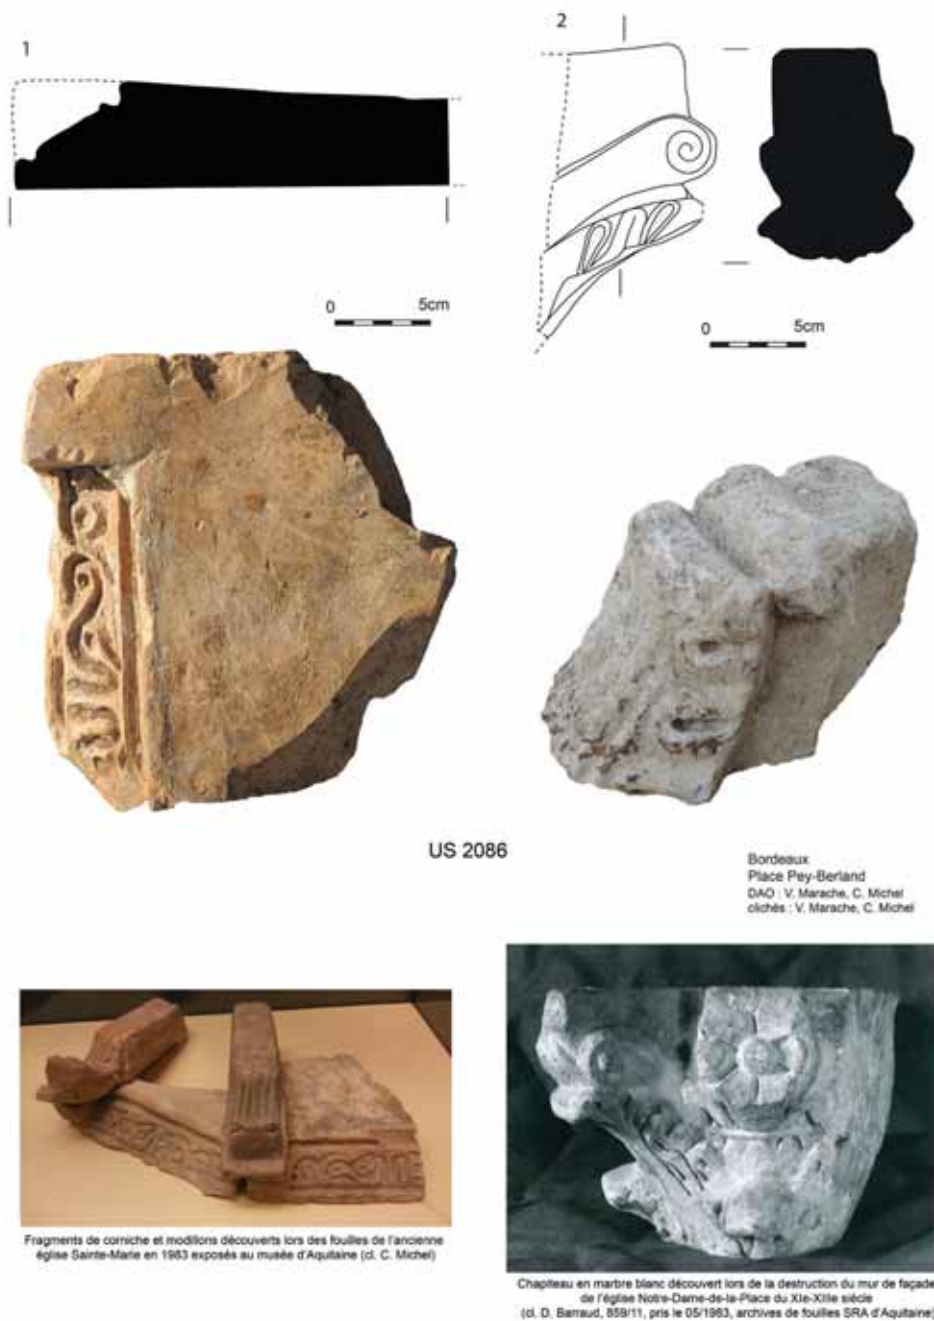 1
2
0 5cm
0 5cm
US 2086
Bordeaux
Place Pey-Berland
DAO : V. Marache, C. Michel
clichés : V. Marache, C. Michel
Fragments de corniche et modillons découverts lors des fouilles de l'ancienne
église Sainte-Marie en 1983 exposés au musée d'Aquitaine (cl. C. Michel)
Chapiteau en marbre blanc découvert lors de la destruction du mur de façade
de l'église Notre-Dame-de-la-Place du XIe-XIIIe siècle
(cl. D. Barraud, 859/11, pris le 05/1983, archives de fouilles SRA d'Aquitaine)